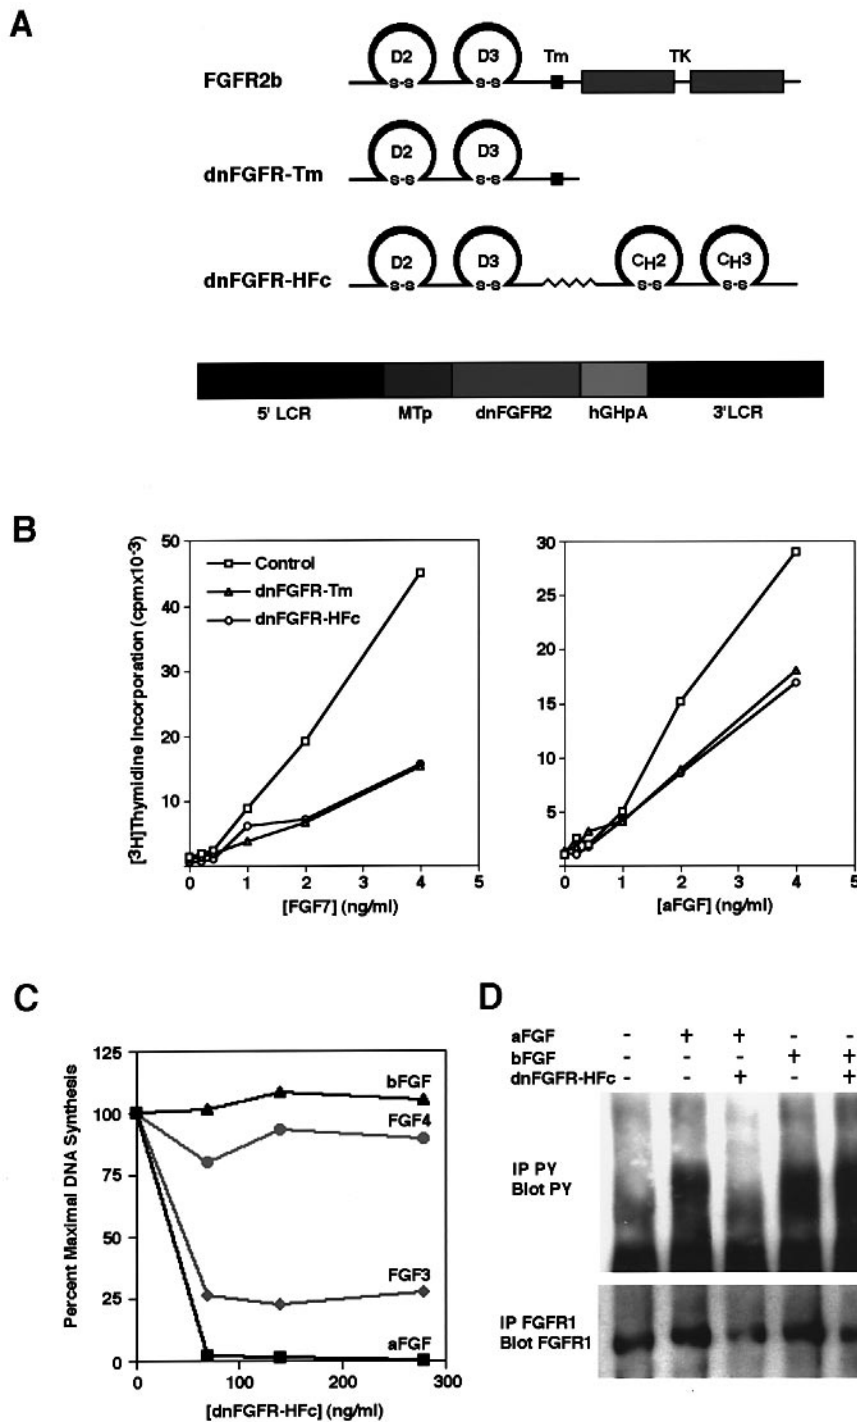 A
D2 D3 Tm TK
FGFR2b s-s s-s
D2 D3
dnFGFR-Tm s-s s-s
D2 D3 CH2 CH3
dnFGFR-HFc s-s s-s s-s s-s
5' LCR MTp dnFGFR2 hGHpA 3'LCR
B
[3H]Thymidine Incorporation (cpmx10-3)
50
40
30
20
10
0 1 2 3 4 5
[FGF7] (ng/ml)
Control
dnFGFR-Tm
dnFGFR-HFc
30
25
20
15
10
5
0 1 2 3 4 5
[aFGF] (ng/ml)
C
Percent Maximal DNA Synthesis
125
100
75
50
25
0
0 100 200 300
[dnFGFR-HFc] (ng/ml)
bFGF
FGF4
FGF3
aFGF
D
aFGF - + + - -
bFGF - - - + +
dnFGFR-HFc - - + - +
IP PY
Blot PY
IP FGFR1
Blot FGFR1